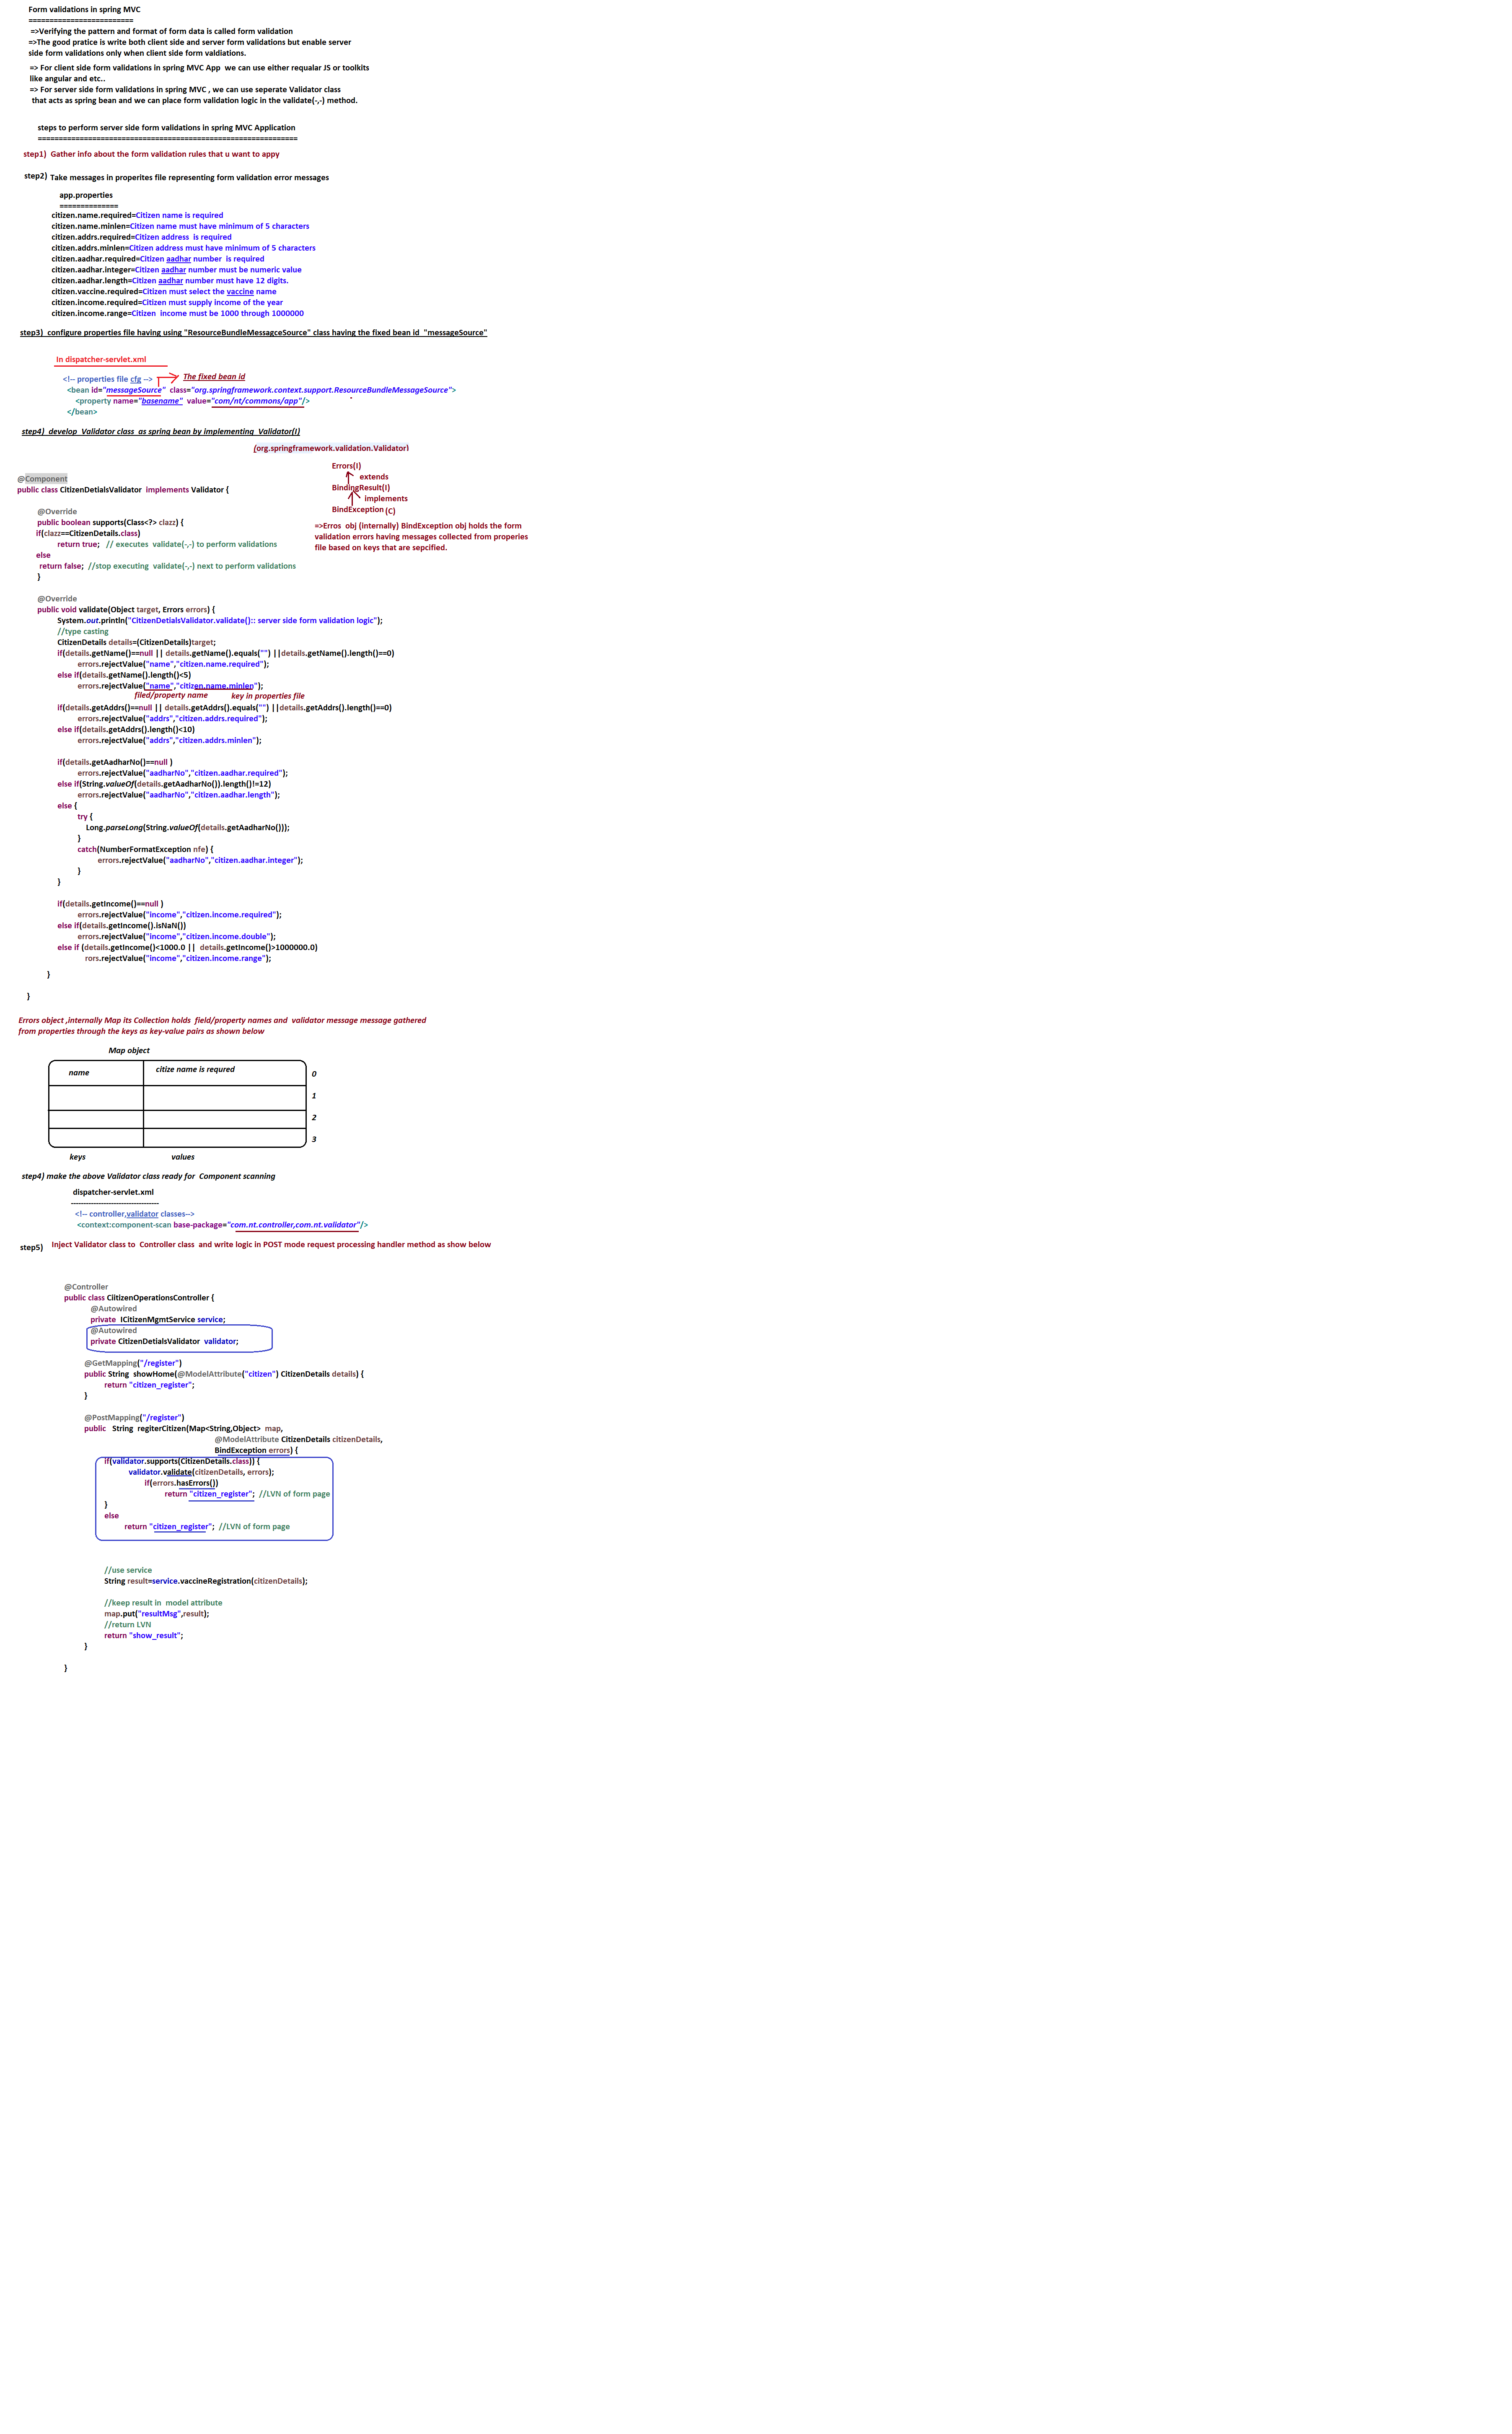 Form validations in spring MVC
=========================
=>Verifying the pattern and format of form data is called form validation
=>The good pratice is write both client side and server form validations but enable server
side form validations only when client side form valdiations.
=> For client side form validations in spring MVC App  we can use either requalar JS or toolkits
like angular and etc..
=> For server side form validations in spring MVC , we can use seperate Validator class
that acts as spring bean and we can place form validation logic in the validate(-,-) method.
steps to perform server side form validations in spring MVC Application
==============================================================
step1)  Gather info about the form validation rules that u want to appy
step2) Take messages in properites file representing form validation error messages
app.properties
==============
citizen.name.required=Citizen name is required
citizen.name.minlen=Citizen name must have minimum of 5 characters
citizen.addrs.required=Citizen address  is required
citizen.addrs.minlen=Citizen address must have minimum of 5 characters
citizen.aadhar.required=Citizen aadhar number  is required
citizen.aadhar.integer=Citizen aadhar number must be numeric value
citizen.aadhar.length=Citizen aadhar number must have 12 digits.
citizen.vaccine.required=Citizen must select the vaccine name
citizen.income.required=Citizen must supply income of the year
citizen.income.range=Citizen  income must be 1000 through 1000000
step3)  configure properties file having using "ResourceBundleMessagceSource" class having the fixed bean id  "messageSource"
In dispatcher-servlet.xml
<!-- properties file cfg --> The fixed bean id
<bean id="messageSource"  class="org.springframework.context.support.ResourceBundleMessageSource">
<property name="basename"  value="com/nt/commons/app"/>
</bean>
step4)  develop  Validator class  as spring bean by implementing  Validator(I)
(org.springframework.validation.Validator)
Errors(I)
extends
BindingResult(I)
implements
BindException (C)
=>Erros  obj (internally) BindException obj holds the form
validation errors having messages collected from properies
file based on keys that are sepcified.
@Component
public class CitizenDetialsValidator  implements Validator {
@Override
public boolean supports(Class<?> clazz) {
if(clazz==CitizenDetails.class)
return true;   // executes  validate(-,-) to perform validations
else
return false;  //stop executing  validate(-,-) next to perform validations
}
@Override
public void validate(Object target, Errors errors) {
System.out.println("CitizenDetialsValidator.validate():: server side form validation logic");
//type casting
CitizenDetails details=(CitizenDetails)target;
if(details.getName()==null || details.getName().equals("") ||details.getName().length()==0)
errors.rejectValue("name","citizen.name.required");
else if(details.getName().length()<5)
errors.rejectValue("name","citizen.name.minlen");
filed/property name   key in properties file
if(details.getAddrs()==null || details.getAddrs().equals("") ||details.getAddrs().length()==0)
errors.rejectValue("addrs","citizen.addrs.required");
else if(details.getAddrs().length()<10)
errors.rejectValue("addrs","citizen.addrs.minlen");
if(details.getAadharNo()==null )
errors.rejectValue("aadharNo","citizen.aadhar.required");
else if(String.valueOf(details.getAadharNo()).length()!=12)
errors.rejectValue("aadharNo","citizen.aadhar.length");
else {
try {
Long.parseLong(String.valueOf(details.getAadharNo()));
}
catch(NumberFormatException nfe) {
errors.rejectValue("aadharNo","citizen.aadhar.integer");
}
}
if(details.getIncome()==null )
errors.rejectValue("income","citizen.income.required");
else if(details.getIncome().isNaN())
errors.rejectValue("income","citizen.income.double");
else if (details.getIncome()<1000.0 ||  details.getIncome()>1000000.0)
rors.rejectValue("income","citizen.income.range");
}
}
Errors object ,internally Map its Collection holds  field/property names and  validator message message gathered
from properties through the keys as key-value pairs as shown below
Map object
name   citize name is requred   0
1
2
3
keys   values
step4) make the above Validator class ready for  Component scanning
dispatcher-servlet.xml
-----------------------------------
<!-- controller,validator classes-->
<context:component-scan base-package="com.nt.controller,com.nt.validator"/>
step5)   Inject Validator class to  Controller class  and write logic in POST mode request processing handler method as show below
@Controller
public class CiitizenOperationsController {
@Autowired
private  ICitizenMgmtService service;
@Autowired
private CitizenDetialsValidator  validator;
@GetMapping("/register")
public String  showHome(@ModelAttribute("citizen") CitizenDetails details) {
return "citizen_register";
}
@PostMapping("/register")
public   String  regiterCitizen(Map<String,Object>  map,
@ModelAttribute CitizenDetails citizenDetails,
BindException errors) {
if(validator.supports(CitizenDetails.class)) {
validator.validate(citizenDetails, errors);
if(errors.hasErrors())
return "citizen_register";  //LVN of form page
}
else
return "citizen_register";  //LVN of form page
//use service
String result=service.vaccineRegistration(citizenDetails);
//keep result in  model attribute
map.put("resultMsg",result);
//return LVN
return "show_result";
}
}